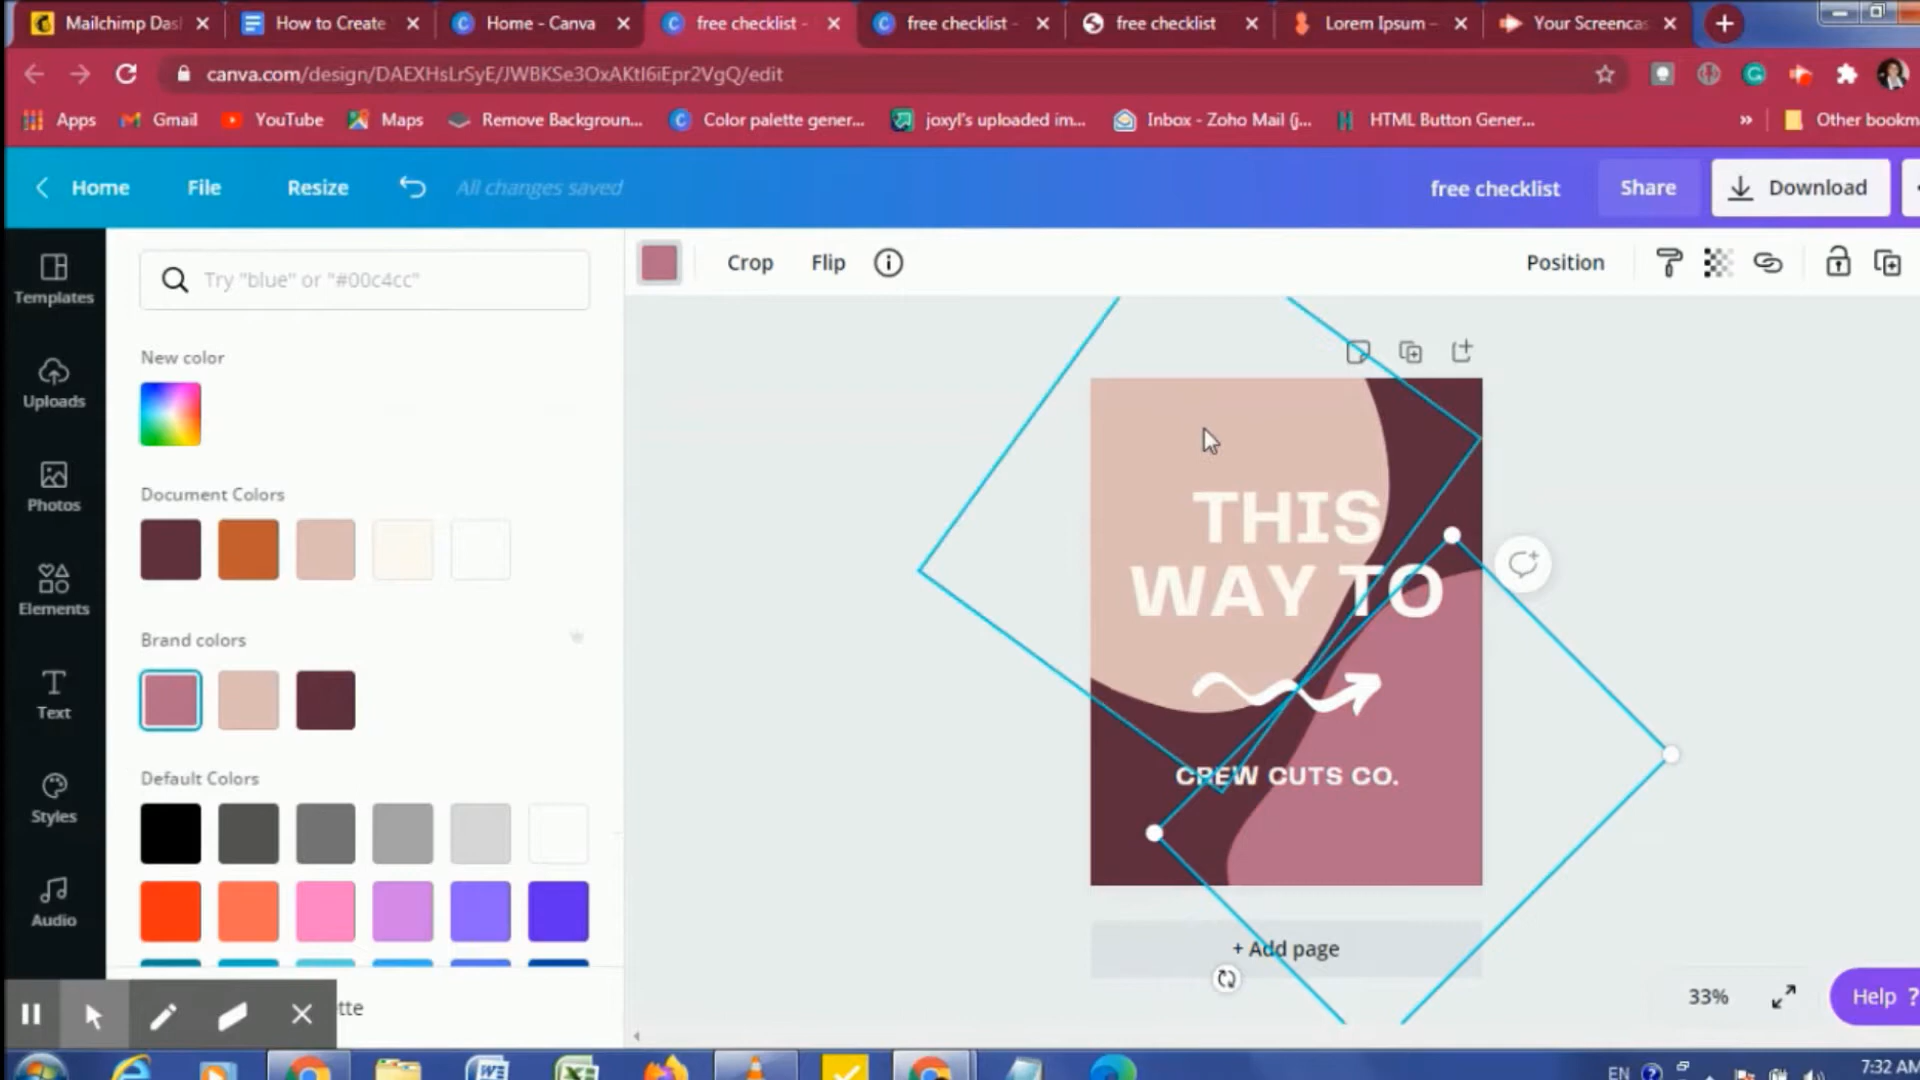 Mailchimp Das
How to Create
Home - Canva
free checklist -
free checklist -
free checklist
Lorem Ipsum –
Your Screencas
canva.com/design/DAEXHsLrSyE/JWBKSe3OxAKtI6iEpr2VgQ/edit
Apps
Gmail
YouTube
Maps
Remove Backgroun...
Color palette gener...
joxyl's uploaded im...
Inbox - Zoho Mail (j...
HTML Button Gener...
»
Other bookm
Home
File
Resize
All changes saved
free checklist
Share
Download
Templates
Uploads
Photos
Elements
Text
Styles
Audio
Try "blue" or "#00c4cc"
New color
Document Colors
Brand colors
Default Colors
tte
Crop
Flip
Position
THIS
WAY TO
CREW CUTS CO.
+ Add page
33%
Help ?
EN
7:32 AM